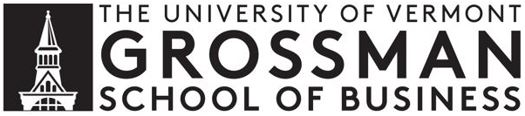 THE UNIVERSITY OF VERMONT
GROSSMAN
SCHOOL OF BUSINESS